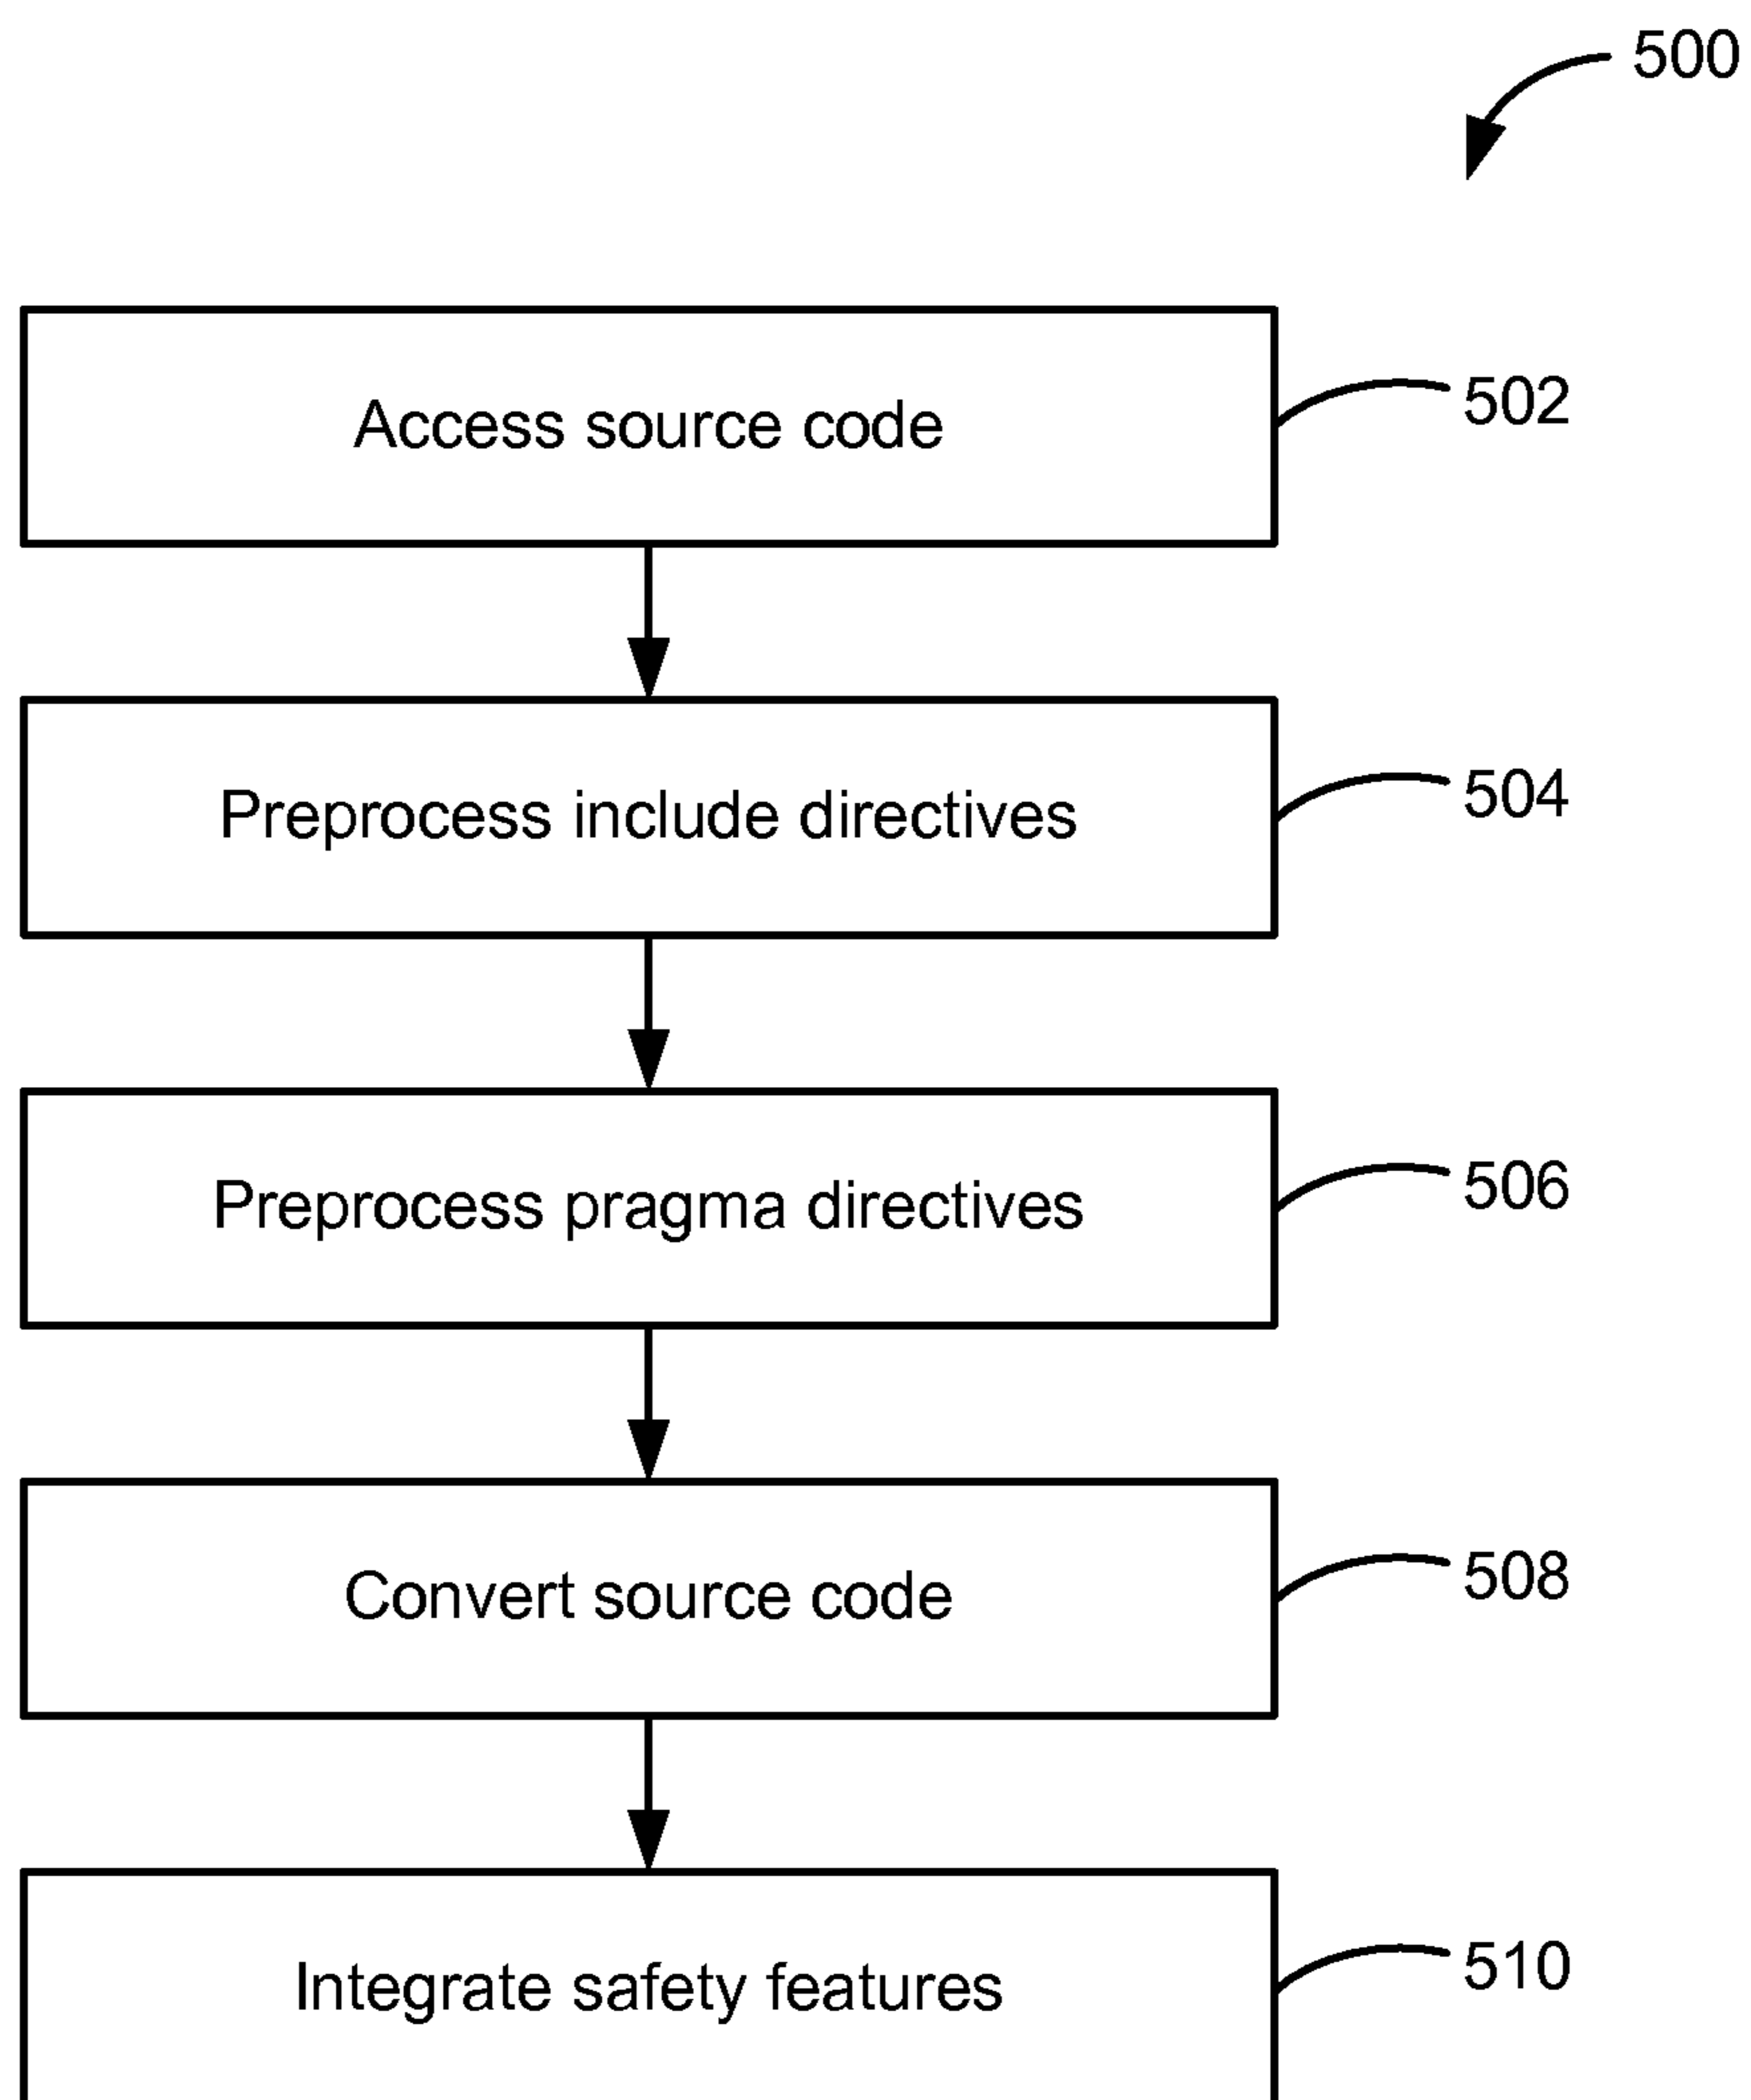 500
Access source code
502
Preprocess include directives
504
Preprocess pragma directives
506
Convert source code
508
Integrate safety features
510